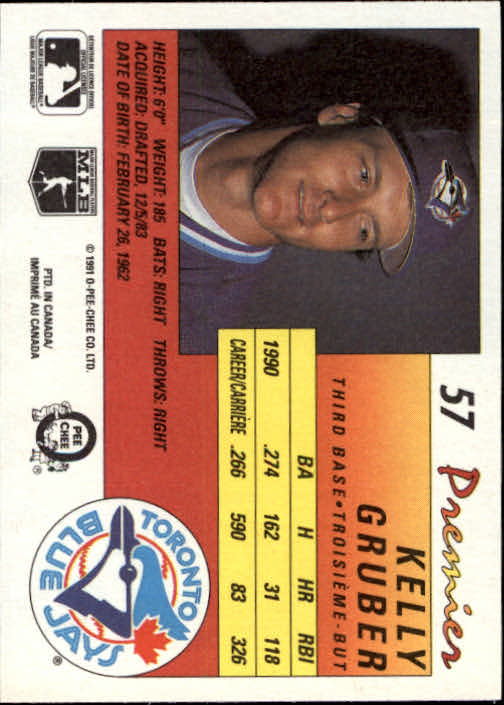 57 Premier
KELLY
GRUBER
THIRD BASE•TROISIÈME-BUT
BA H HR RBI
1990 .274 162 31 118
CAREER/CARRIÈRE .266 590 83 326
HEIGHT: 6'0" WEIGHT: 185 BATS: RIGHT THROWS: RIGHT
ACQUIRED: DRAFTED, 12/5/83
DATE OF BIRTH: FEBRUARY 26, 1962
MLB
© 1991 O-PEE-CHEE CO. LTD.
PTD. IN CANADA/
IMPRIMÉ AU CANADA
O
PEE
CHEE
®
TORONTO
BLUE JAYS
®